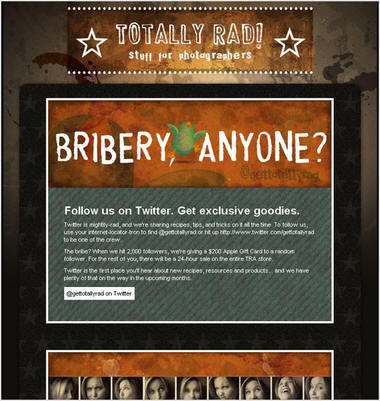 TOTALLY RAD!
stuff for photographers
BRIBERY, ANYONE?
@gettotallyrad
Follow us on Twitter. Get exclusive goodies.
Twitter is mightily-rad, and we're sharing recipes, tips, and tricks on it all the time. To follow us,
use your internet-locator-tron to find @gettotallyrad or hit up http://www.twitter.com/gettotallyrad
to be one of the crew.
The bribe? When we hit 2,000 followers, we're giving a $200 Apple Gift Card to a random
follower. For the rest of you, there will be a 24-hour sale on the entire TRA store.
Twitter is the first place you'll hear about new recipes, resources and products... and we have
plenty of that on the way in the upcoming months.
@gettotallyrad on Twitter